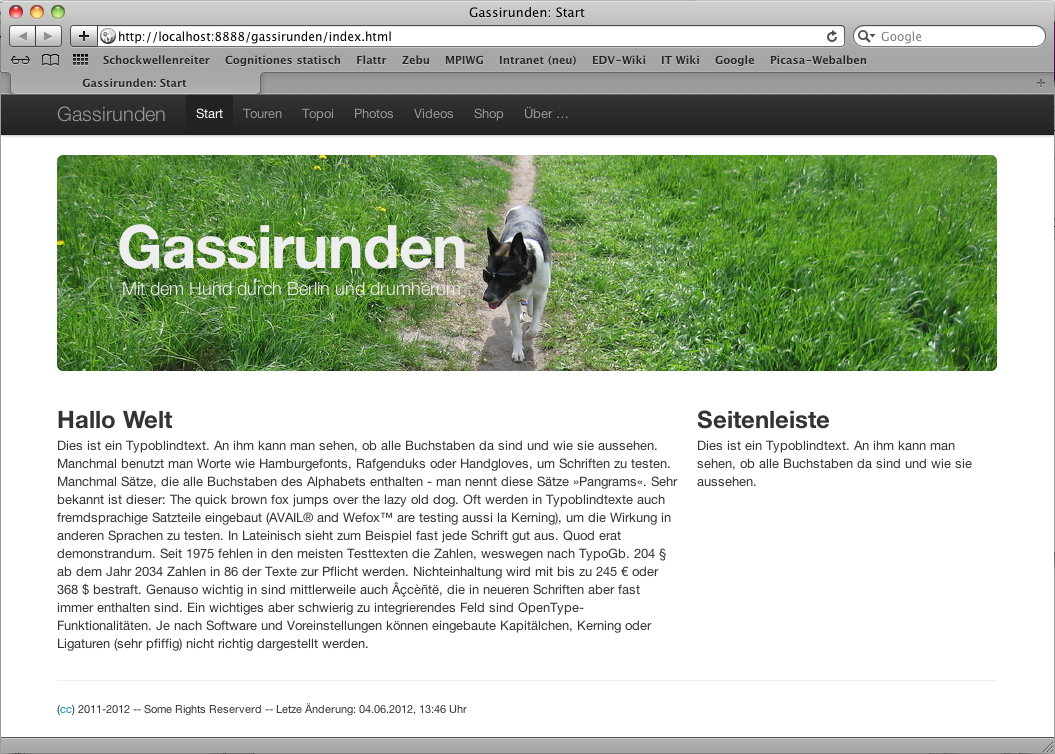 Gassirunden: Start
http://localhost:8888/gassirunden/index.html
Google
Schockwellenreiter Cognitiones statisch Flattr Zebu MPIWG Intranet (neu) EDV-Wiki IT Wiki Google Picasa-Webalben
Gassirunden: Start
Gassirunden Start Touren Topoi Photos Videos Shop Über …
Gassirunden
Mit dem Hund durch Berlin und drumherum…
Hallo Welt
Dies ist ein Typoblindtext. An ihm kann man sehen, ob alle Buchstaben da sind und wie sie aussehen.
Manchmal benutzt man Worte wie Hamburgefonts, Rafgenduks oder Handgloves, um Schriften zu testen.
Manchmal Sätze, die alle Buchstaben des Alphabets enthalten - man nennt diese Sätze »Pangrams«. Sehr
bekannt ist dieser: The quick brown fox jumps over the lazy old dog. Oft werden in Typoblindtexte auch
fremdsprachige Satzteile eingebaut (AVAIL® and Wefox™ are testing aussi la Kerning), um die Wirkung in
anderen Sprachen zu testen. In Lateinisch sieht zum Beispiel fast jede Schrift gut aus. Quod erat
demonstrandum. Seit 1975 fehlen in den meisten Testtexten die Zahlen, weswegen nach TypoGb. 204 §
ab dem Jahr 2034 Zahlen in 86 der Texte zur Pflicht werden. Nichteinhaltung wird mit bis zu 245 € oder
368 $ bestraft. Genauso wichtig in sind mittlerweile auch Âçcèñtë, die in neueren Schriften aber fast
immer enthalten sind. Ein wichtiges aber schwierig zu integrierendes Feld sind OpenType-
Funktionalitäten. Je nach Software und Voreinstellungen können eingebaute Kapitälchen, Kerning oder
Ligaturen (sehr pfiffig) nicht richtig dargestellt werden.
Seitenleiste
Dies ist ein Typoblindtext. An ihm kann man
sehen, ob alle Buchstaben da sind und wie sie
aussehen.
(cc) 2011-2012 -- Some Rights Reserverd -- Letze Änderung: 04.06.2012, 13:46 Uhr